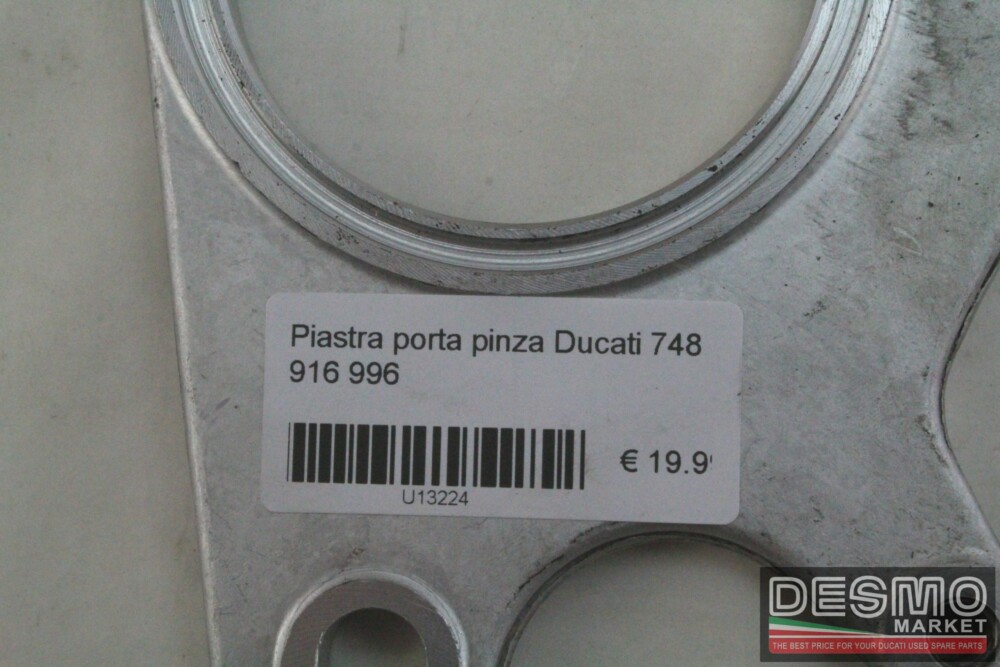 Piastra porta pinza Ducati 748
916 996
€ 19.9
U13224
DESMO
MARKET
THE BEST PRICE FOR YOUR DUCATI USED SPARE PARTS